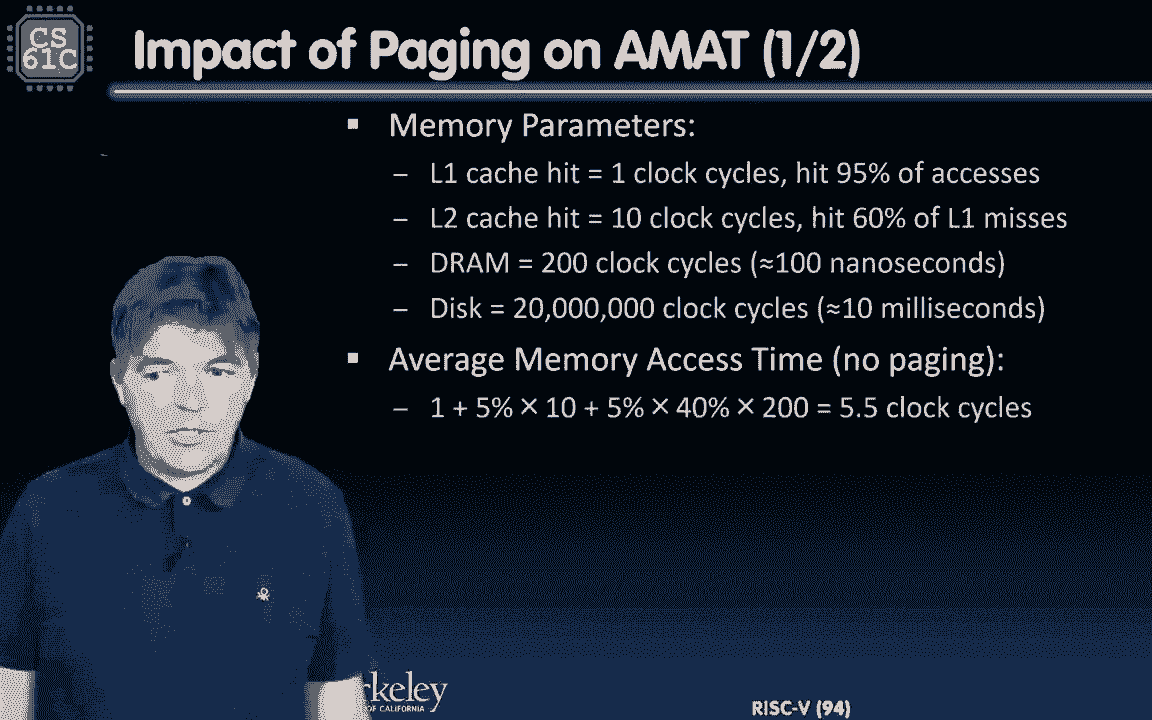 CS
61C
Impact of Paging on AMAT (1/2)
▪ Memory Parameters:
– L1 cache hit = 1 clock cycles, hit 95% of accesses
– L2 cache hit = 10 clock cycles, hit 60% of L1 misses
– DRAM = 200 clock cycles (≈100 nanoseconds)
– Disk = 20,000,000 clock cycles (≈10 milliseconds)
▪ Average Memory Access Time (no paging):
– 1 + 5% × 10 + 5% × 40% × 200 = 5.5 clock cycles
rkeley
OF CALIFORNIA
RISC-V (94)